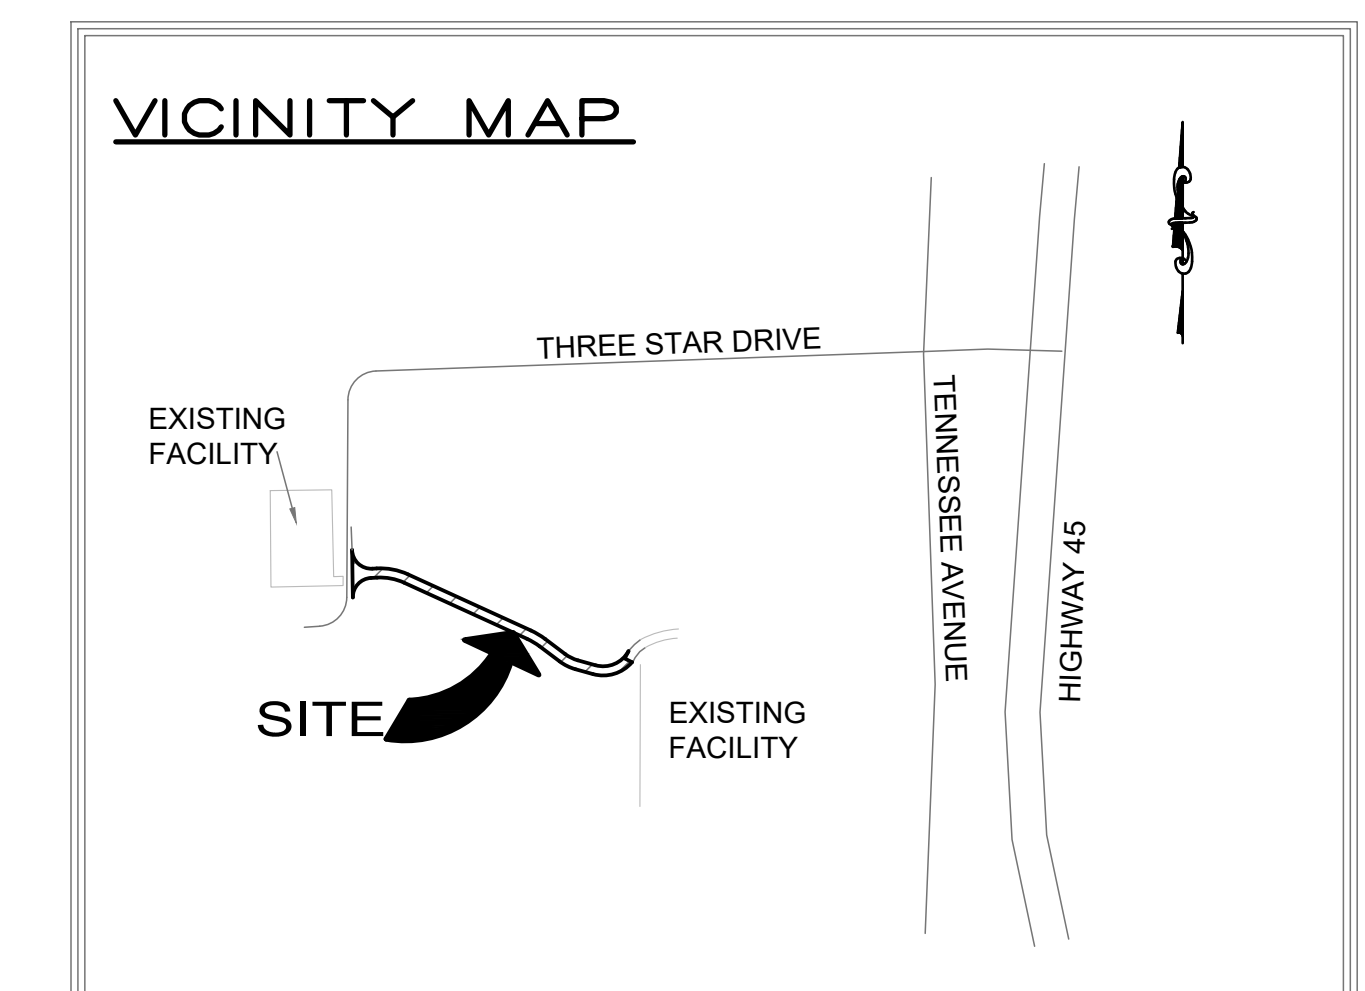 VICINITY MAP
THREE STAR DRIVE
EXISTING
FACILITY
TENNESSEE AVENUE
HIGHWAY 45
SITE
EXISTING
FACILITY